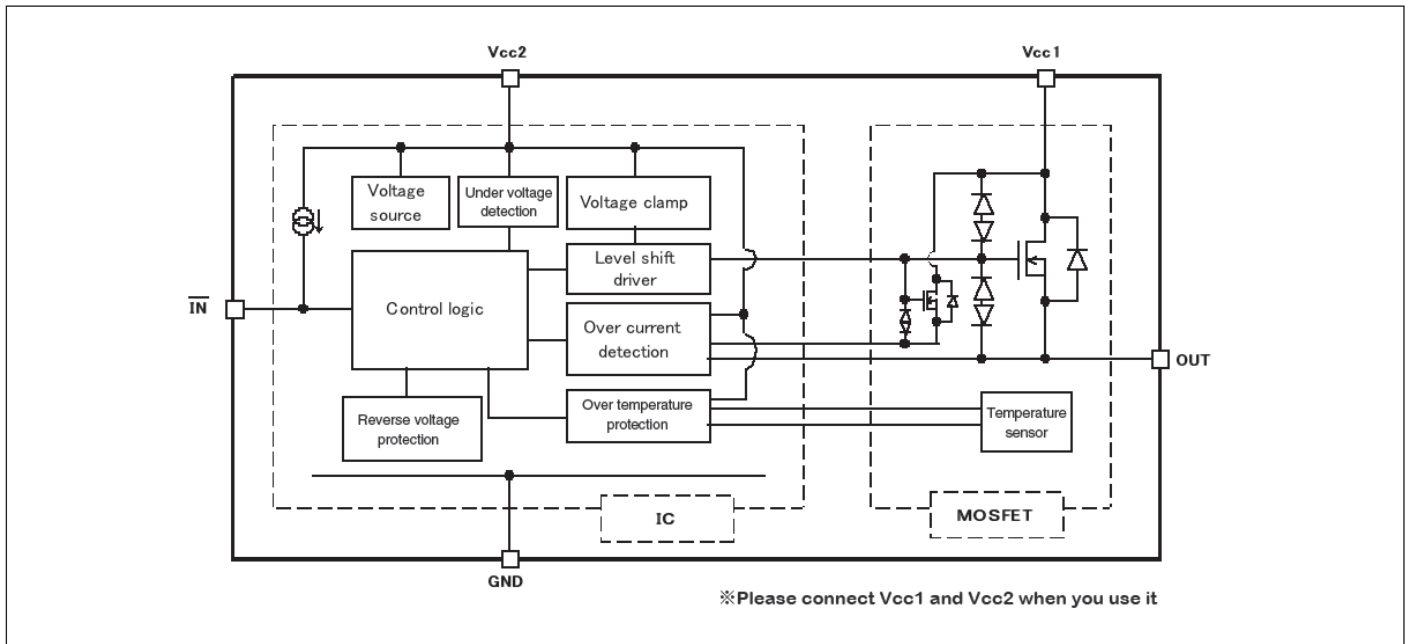 Vcc2
Vcc1
Voltage
source
Under voltage
detection
Voltage clamp
Level shift
driver
IN
Control logic
Over current
detection
OUT
Reverse voltage
protection
Over temperature
protection
Temperature
sensor
IC
MOSFET
GND
※Please connect Vcc1 and Vcc2 when you use it